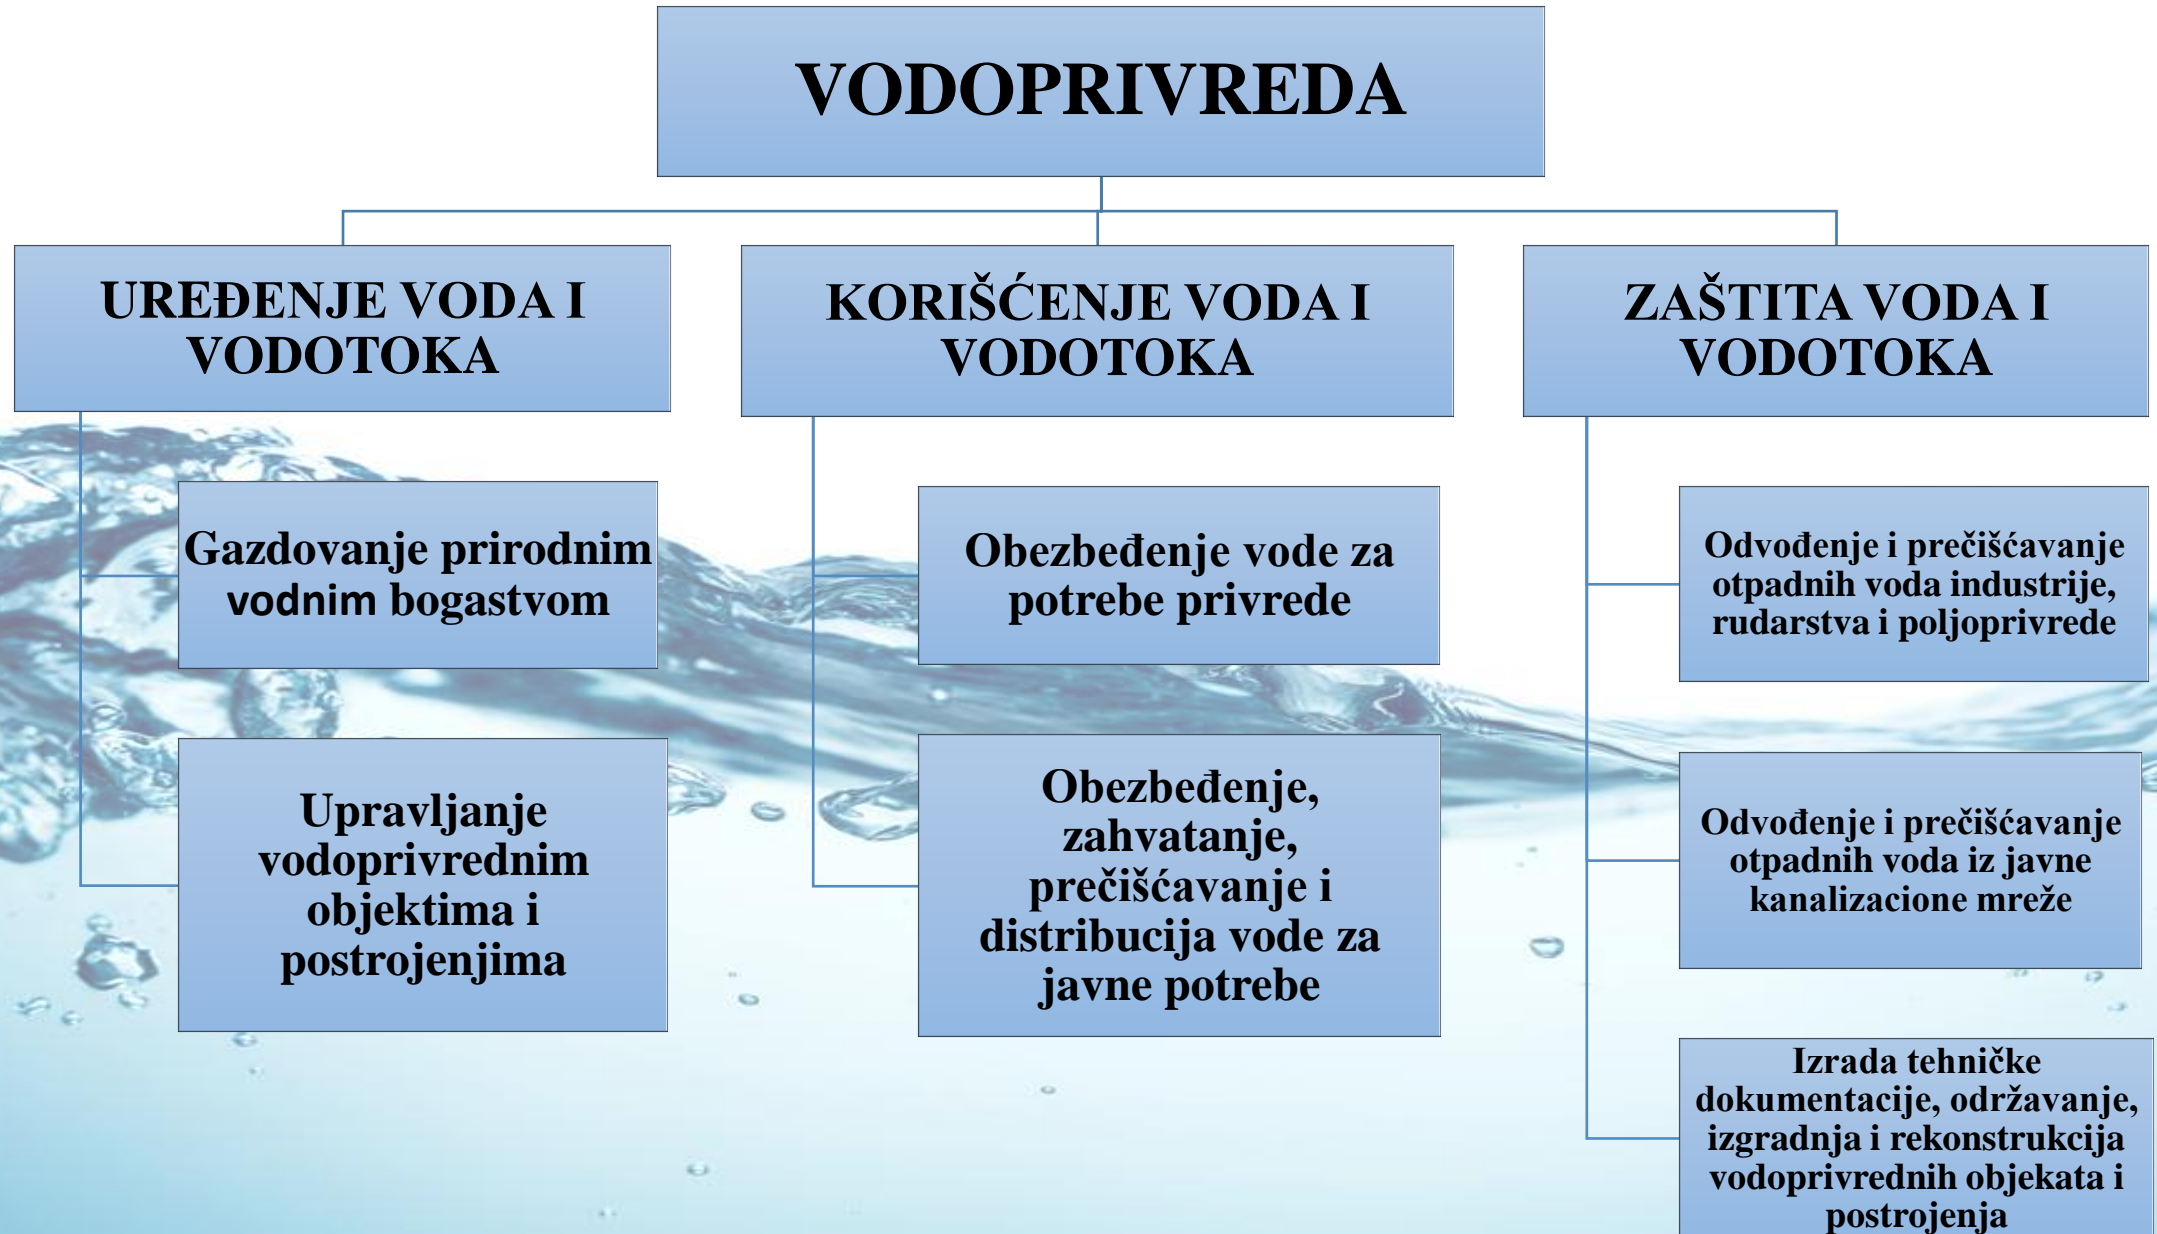 VODOPRIVREDA
UREĐENJE VODA I
VODOTOKA
Gazdovanje prirodnim
vodnim bogastvom
Upravljanje
vodoprivrednim
objektima i
postrojenjima
KORIŠĆENJE VODA I
VODOTOKA
Obezbeđenje vode za
potrebe privrede
Obezbeđenje,
zahvatanje,
prečišćavanje i
distribucija vode za
javne potrebe
ZAŠTITA VODA I
VODOTOKA
Odvođenje i prečišćavanje
otpadnih voda industrije,
rudarstva i poljoprivrede
Odvođenje i prečišćavanje
otpadnih voda iz javne
kanalizacione mreže
Izrada tehničke
dokumentacije, održavanje,
izgradnja i rekonstrukcija
vodoprivrednih objekata i
postrojenja